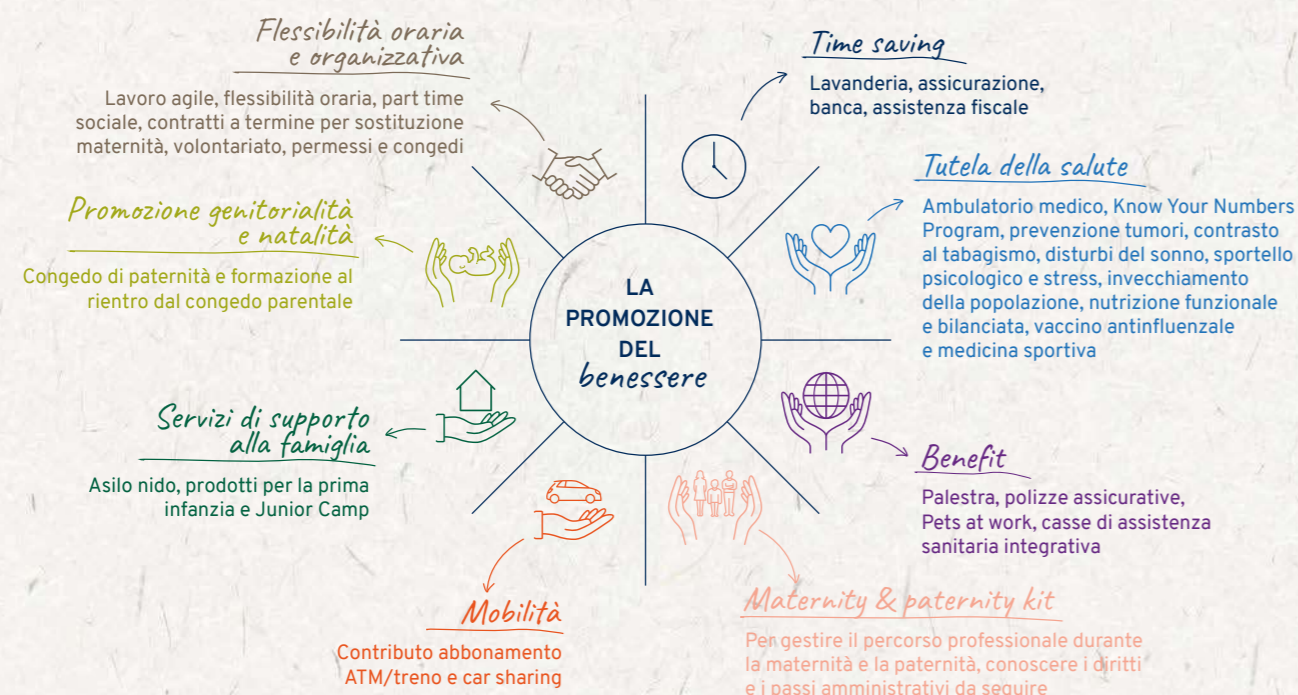 LA
PROMOZIONE
DEL
benessere
Time saving
Lavanderia, assicurazione,
banca, assistenza fiscale
Tutela della salute
Ambulatorio medico, Know Your Numbers
Program, prevenzione tumori, contrasto
al tabagismo, disturbi del sonno, sportello
psicologico e stress, invecchiamento
della popolazione, nutrizione funzionale
e bilanciata, vaccino antinfluenzale
e medicina sportiva
Benefit
Palestra, polizze assicurative,
Pets at work, casse di assistenza
sanitaria integrativa
Maternity & paternity kit
Per gestire il percorso professionale durante
la maternità e la paternità, conoscere i diritti
e i passi amministrativi da seguire
Mobilità
Contributo abbonamento
ATM/treno e car sharing
Servizi di supporto
alla famiglia
Asilo nido, prodotti per la prima
infanzia e Junior Camp
Promozione genitorialità
e natalità
Congedo di paternità e formazione al
rientro dal congedo parentale
Flessibilità oraria
e organizzativa
Lavoro agile, flessibilità oraria, part time
sociale, contratti a termine per sostituzione
maternità, volontariato, permessi e congedi